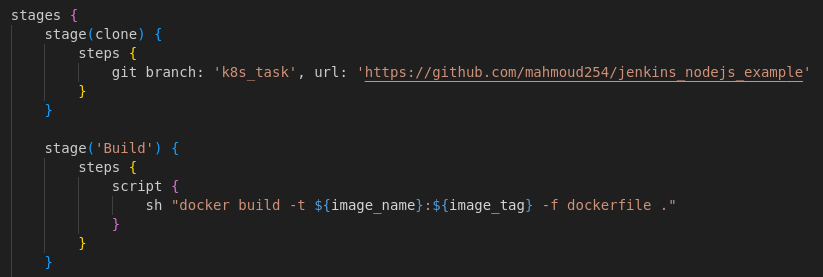 stages {
    stage(clone) {
        steps {
            git branch: 'k8s_task', url: 'https://github.com/mahmoud254/jenkins_nodejs_example'
        }
    }

    stage('Build') {
        steps {
            script {
                sh "docker build -t ${image_name}:${image_tag} -f dockerfile ."
            }
        }
    }